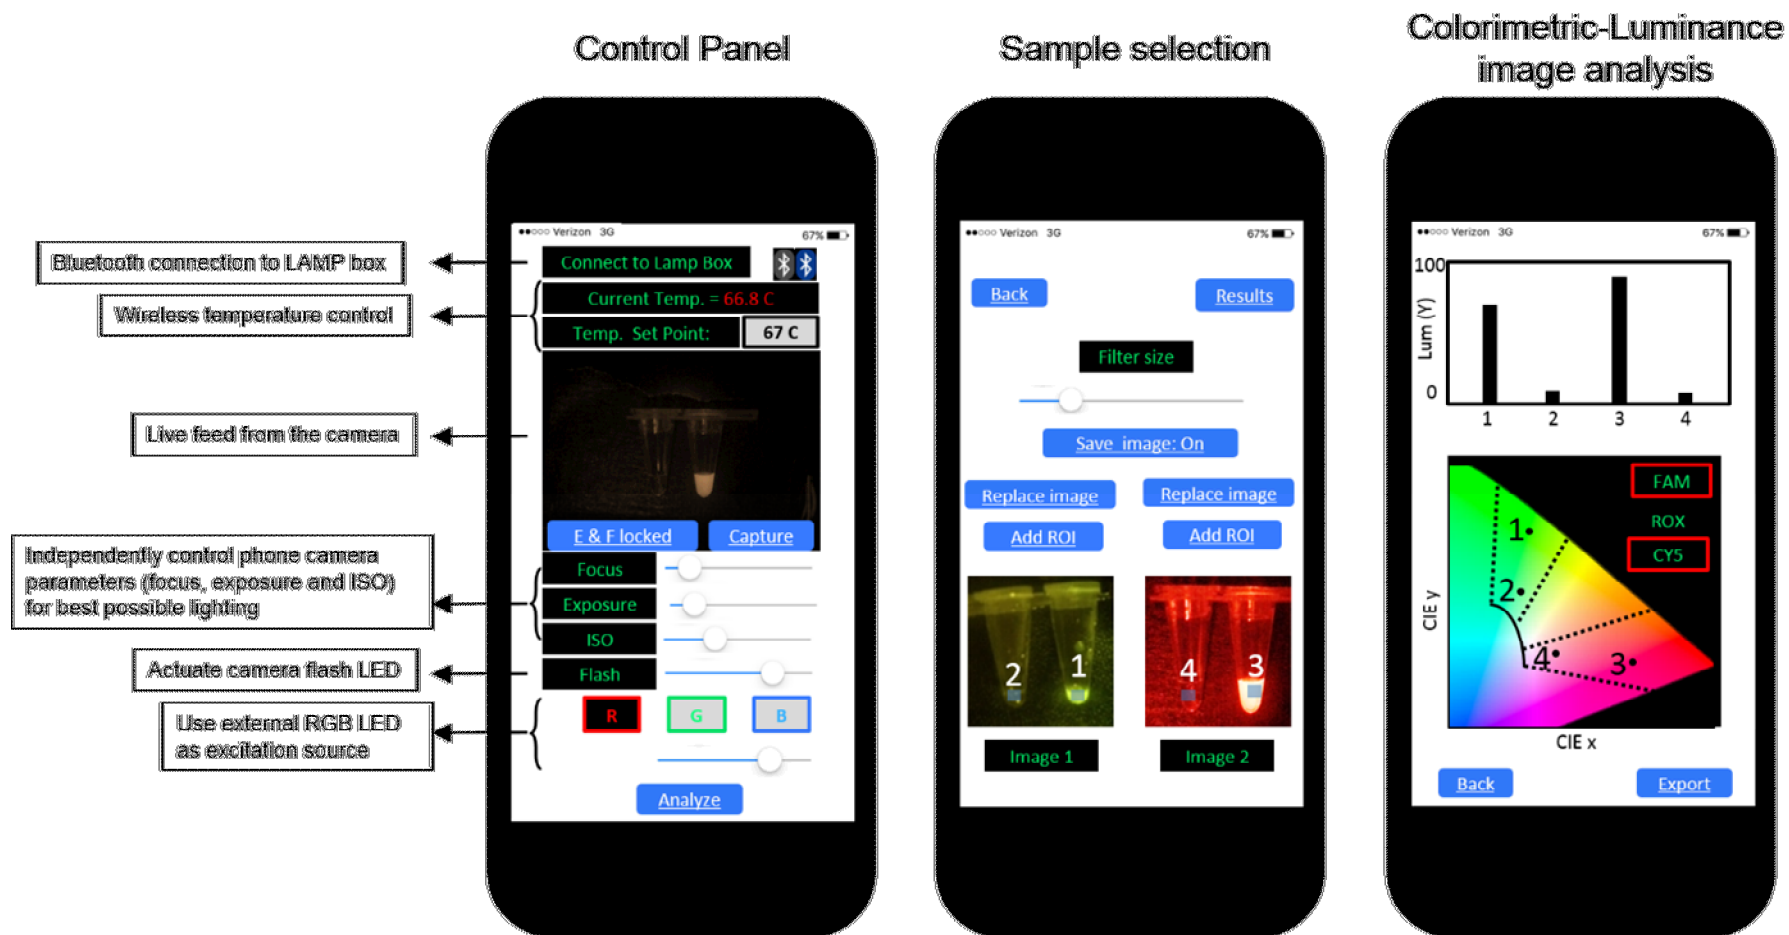 Control Panel
Sample selection
Colorimetric-Luminance
image analysis
Bluetooth connection to LAMP box
Wireless temperature control
Live feed from the camera
Independently control phone camera
parameters (focus, exposure and ISO)
for best possible lighting
Actuate camera flash LED
Use external RGB LED
as excitation source
Verizon 3G
67%
Connect to Lamp Box
Current Temp. = 66.8 C
Temp. Set Point:
67 C
E & F locked
Capture
Focus
Exposure
ISO
Flash
R
G
B
Analyze
Verizon 3G
67%
Back
Results
Filter size
Save image: On
Replace image
Replace image
Add ROI
Add ROI
2
1
4
3
Image 1
Image 2
Verizon 3G
67%
100
Lum (Y)
0
1
2
3
4
FAM
ROX
CY5
1
2
4
3
CIE y
CIE x
Back
Export